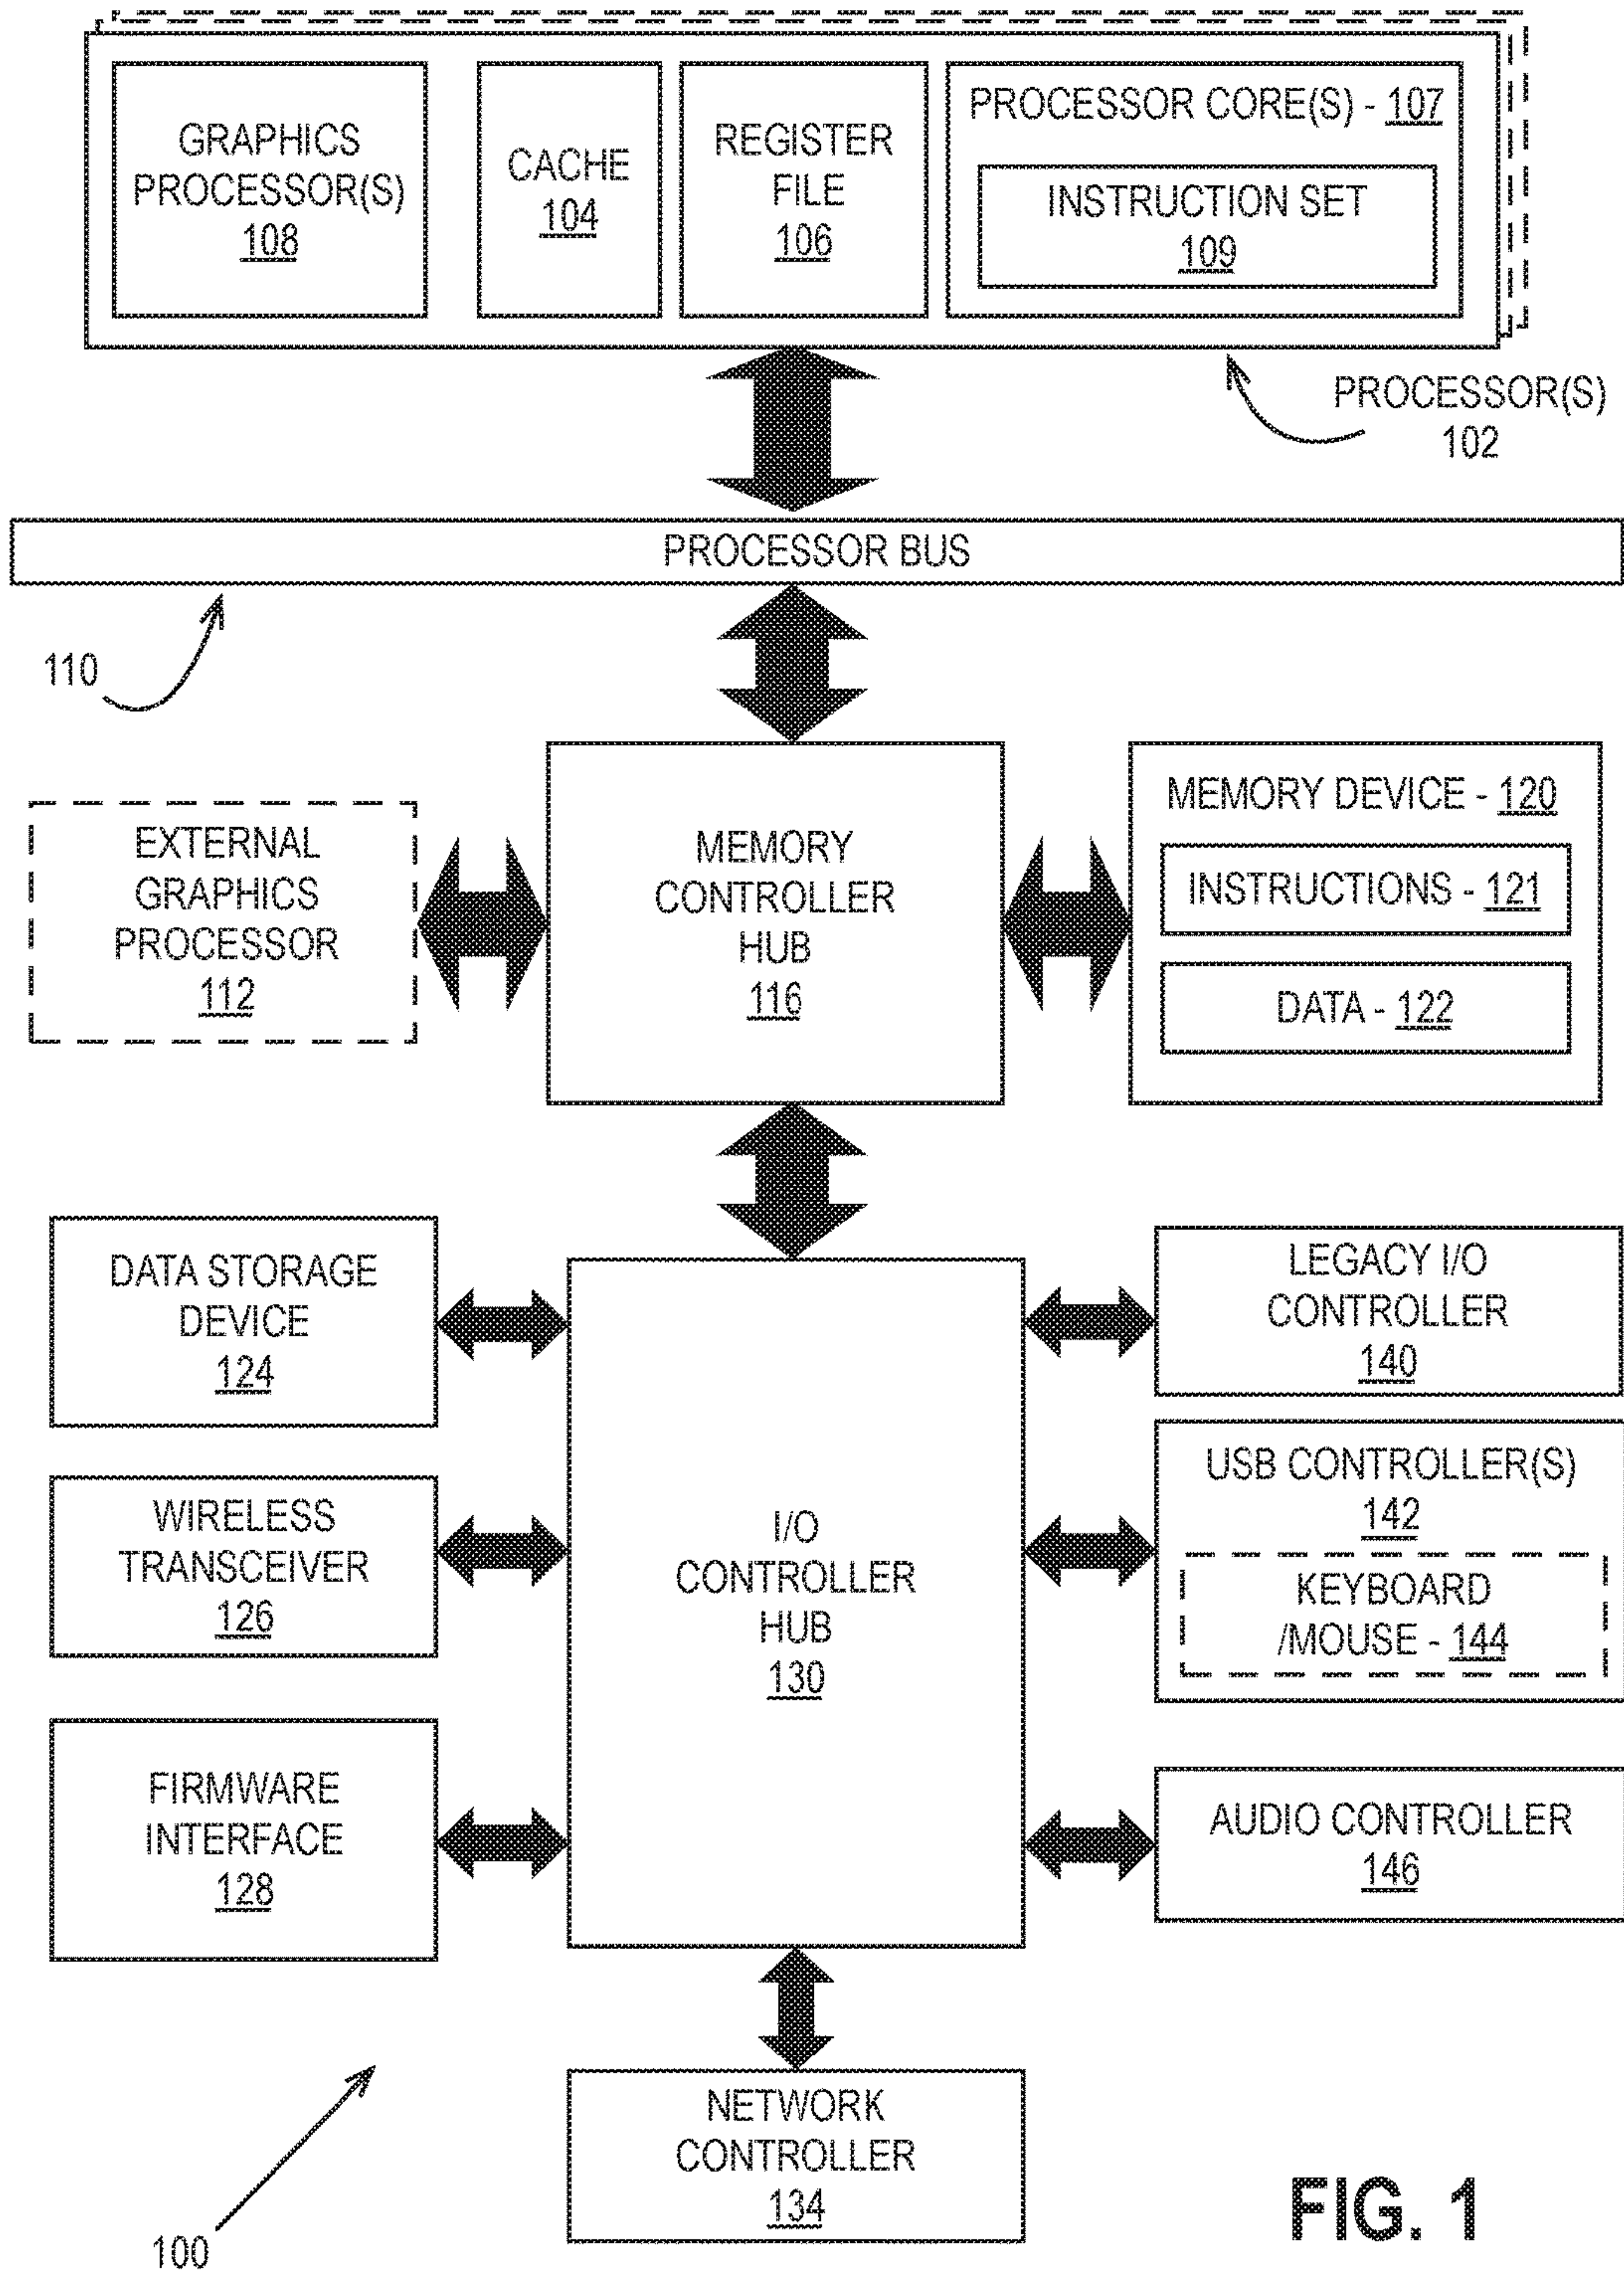 GRAPHICS
PROCESSOR(S)
108
CACHE
104
REGISTER
FILE
106
PROCESSOR CORE(S) - 107
INSTRUCTION SET
109
PROCESSOR(S)
102
PROCESSOR BUS
110
EXTERNAL
GRAPHICS
PROCESSOR
112
MEMORY
CONTROLLER
HUB
116
MEMORY DEVICE - 120
INSTRUCTIONS - 121
DATA - 122
DATA STORAGE
DEVICE
124
WIRELESS
TRANSCEIVER
126
FIRMWARE
INTERFACE
128
I/O
CONTROLLER
HUB
130
LEGACY I/O
CONTROLLER
140
USB CONTROLLER(S)
142
KEYBOARD
/MOUSE - 144
AUDIO CONTROLLER
146
NETWORK
CONTROLLER
134
100
FIG. 1